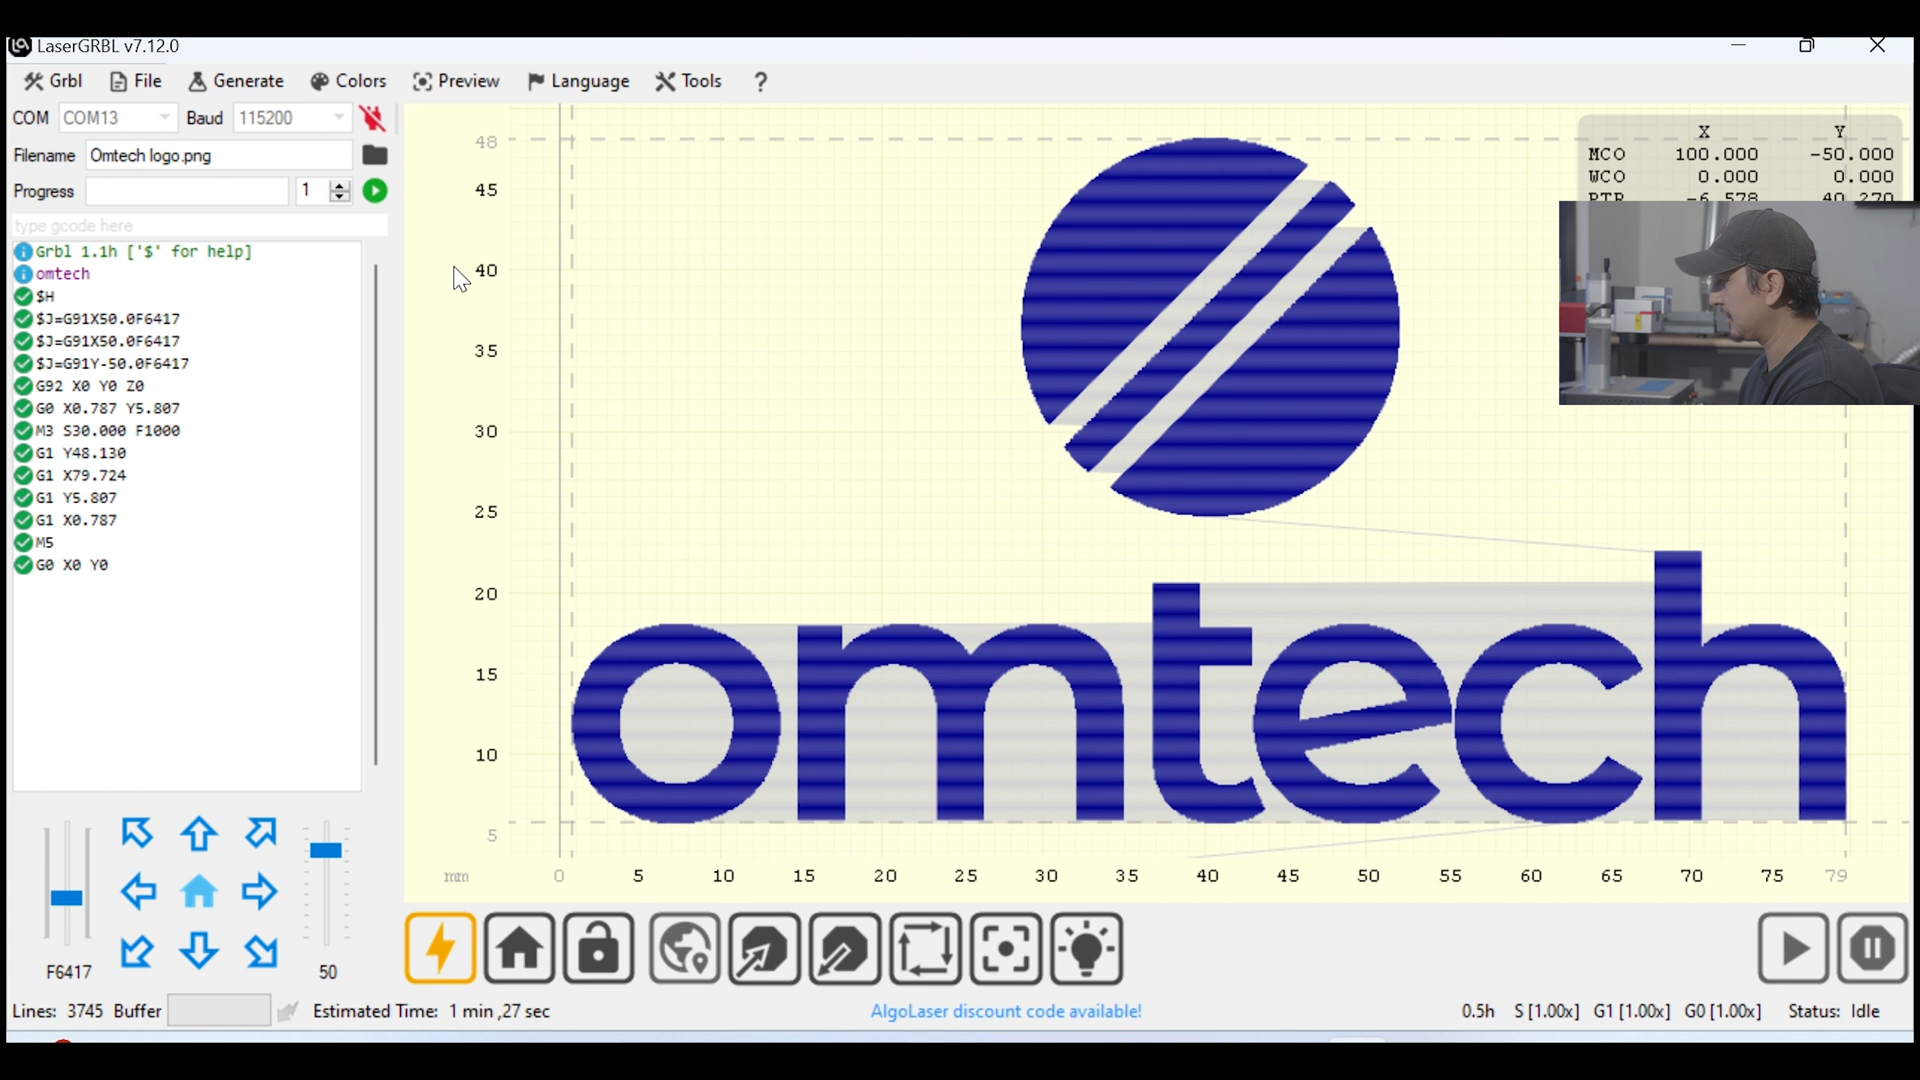 LaserGRBL v7.12.0
Grbl File Generate Colors Preview Language Tools ?
COM COM13 Baud 115200
Filename Omtech logo.png
Progress 1
type gcode here
Grbl 1.1h ['$' for help]
omtech
$H
$J=G91X50.0F6417
$J=G91X50.0F6417
$J=G91Y-50.0F6417
G92 X0 Y0 Z0
G0 X0.787 Y5.807
M3 S30.000 F1000
G1 Y48.130
G1 X79.724
G1 Y5.807
G1 X0.787
M5
G0 X0 Y0
F6417
50
48
45
40
35
30
25
20
15
10
5
mm 0 5 10 15 20 25 30 35 40 45 50 55 60 65 70 75 79
omtech
X Y
MCO 100.000 -50.000
WCO 0.000 0.000
PTR -6.578 40.270
Lines: 3745 Buffer Estimated Time: 1 min ,27 sec AlgoLaser discount code available! 0.5h S [1.00x] G1 [1.00x] G0 [1.00x] Status: Idle